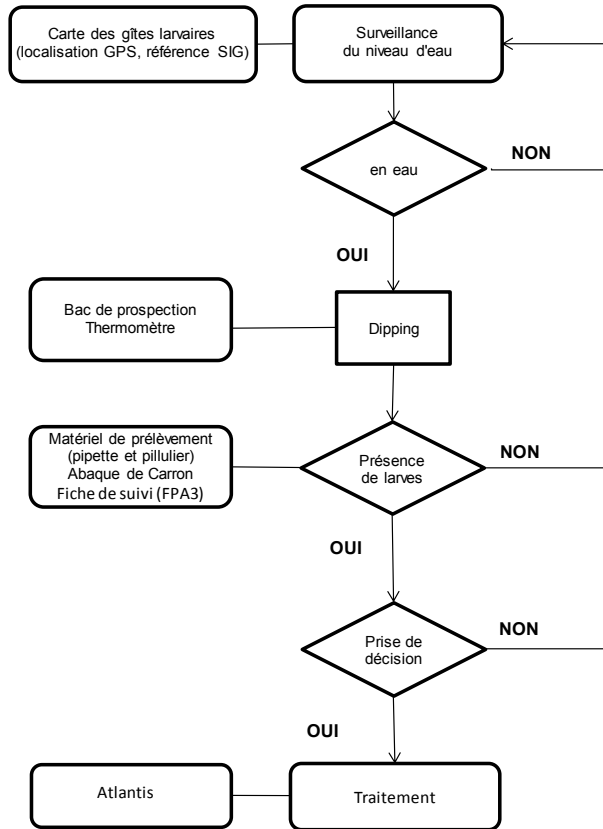 Carte des gîtes larvaires
(localisation GPS, référence SIG)
Surveillance
du niveau d'eau
en eau
NON
OUI
Bac de prospection
Thermomètre
Dipping
Matériel de prélèvement
(pipette et pillulier)
Abaque de Carron
Fiche de suivi (FPA3)
Présence
de larves
NON
OUI
Prise de
décision
NON
OUI
Atlantis
Traitement